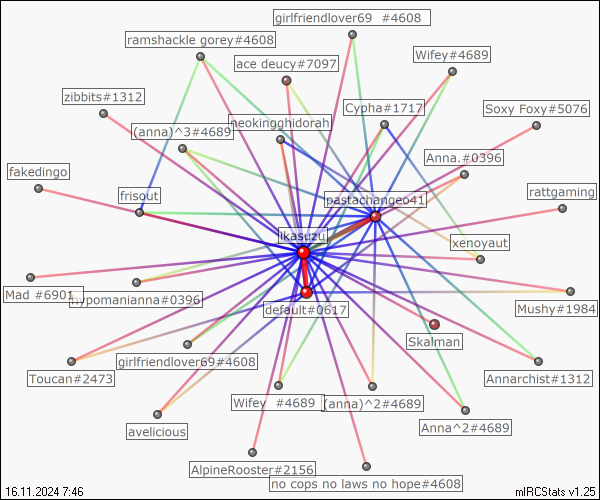 girlfriendlover69 #4608
ramshackle gorey#4608
Wifey#4689
ace deucy#7097
zibbits#1312
Cypha#1717
Soxy Foxy#5076
(anna)^3#4689
neokingghidorah
Anna.#0396
fakedingo
frisout
pastachangeo41
rattgaming
ikasuzu
xenoyaut
Mad #6901
hypomanianna#0396
default#0617
Mushy#1984
Skalman
girlfriendlover69#4608
Toucan#2473
Annarchist#1312
Wifey #4689
(anna)^2#4689
avelicious
Anna^2#4689
AlpineRooster#2156
no cops no laws no hope#4608
16.11.2024 7:46
mIRCStats v1.25